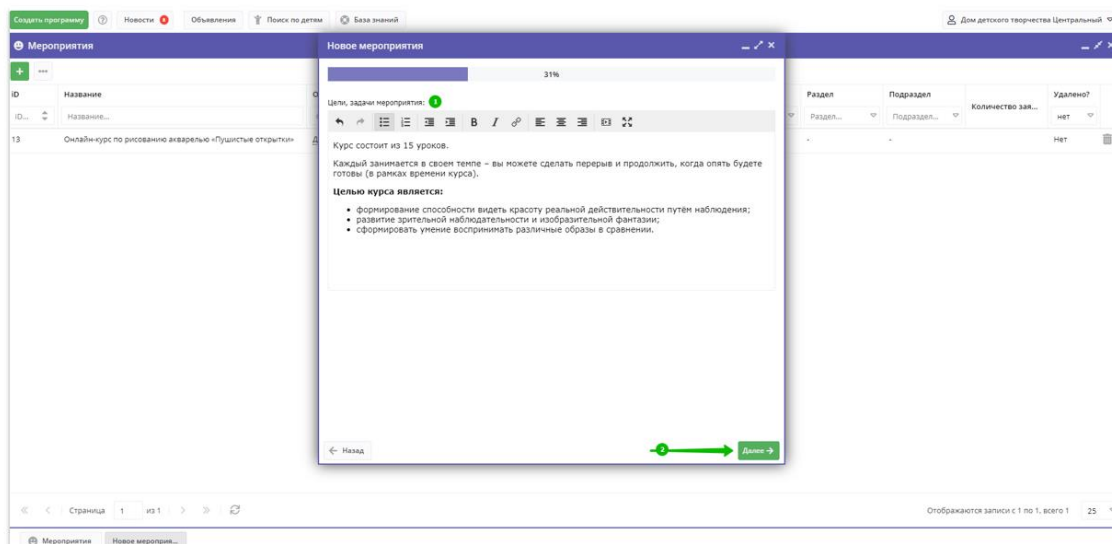 Создать программу
Новости 0
Объявления
Поиск по детям
База знаний
Дом детского творчества Центральный
Мероприятия
Новое мероприятия
31%
ID
Название
Раздел
Подраздел
Количество зая...
Удалено?
ID...
Название...
Раздел...
Подраздел...
нет
13
Онлайн-курс по рисованию акварелью «Пушистые открытки»
-
-
Нет
Цели, задачи мероприятия: 1
Курс состоит из 15 уроков.
Каждый занимается в своем темпе – вы можете сделать перерыв и продолжить, когда опять будете
готовы (в рамках времени курса).
Целью курса является:
• формирование способности видеть красоту реальной действительности путём наблюдения;
• развитие зрительной наблюдательности и изобразительной фантазии;
• сформировать умение воспринимать различные образы в сравнении.
Назад
2
Далее
Страница 1 из 1
Отображаются записи с 1 по 1, всего 1
25
Мероприятия
Новое мероприя...